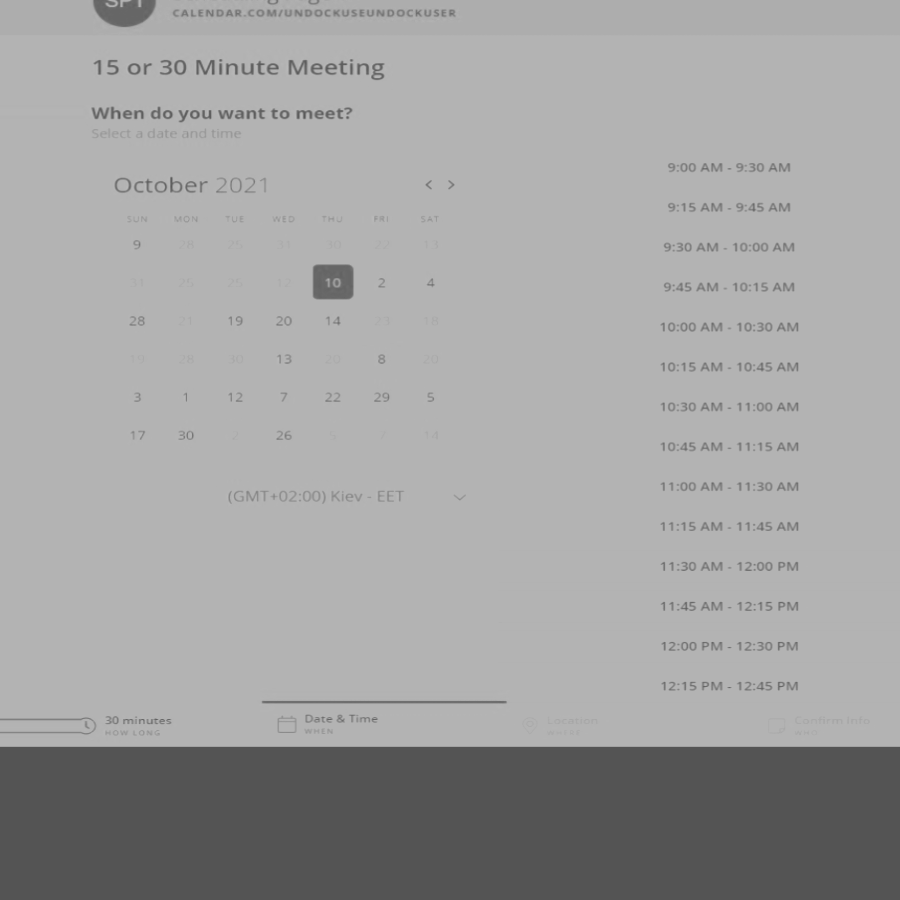 CALENDAR.COM/UNDOCKUSEUNDOCKUSER
15 or 30 Minute Meeting
When do you want to meet?
Select a date and time
October 2021 < >
SUN MON TUE WED THU FRI SAT
9 28 25 31 30 22 13
31 25 25 12 10 2 4
28 21 19 20 14 23 18
19 28 30 13 20 8 20
3 1 12 7 22 29 5
17 30 2 26 5 7 14
(GMT+02:00) Kiev - EET
9:00 AM - 9:30 AM
9:15 AM - 9:45 AM
9:30 AM - 10:00 AM
9:45 AM - 10:15 AM
10:00 AM - 10:30 AM
10:15 AM - 10:45 AM
10:30 AM - 11:00 AM
10:45 AM - 11:15 AM
11:00 AM - 11:30 AM
11:15 AM - 11:45 AM
11:30 AM - 12:00 PM
11:45 AM - 12:15 PM
12:00 PM - 12:30 PM
12:15 PM - 12:45 PM
30 minutes
HOW LONG
Date & Time
WHEN
Location
WHERE
Confirm Info
WHO